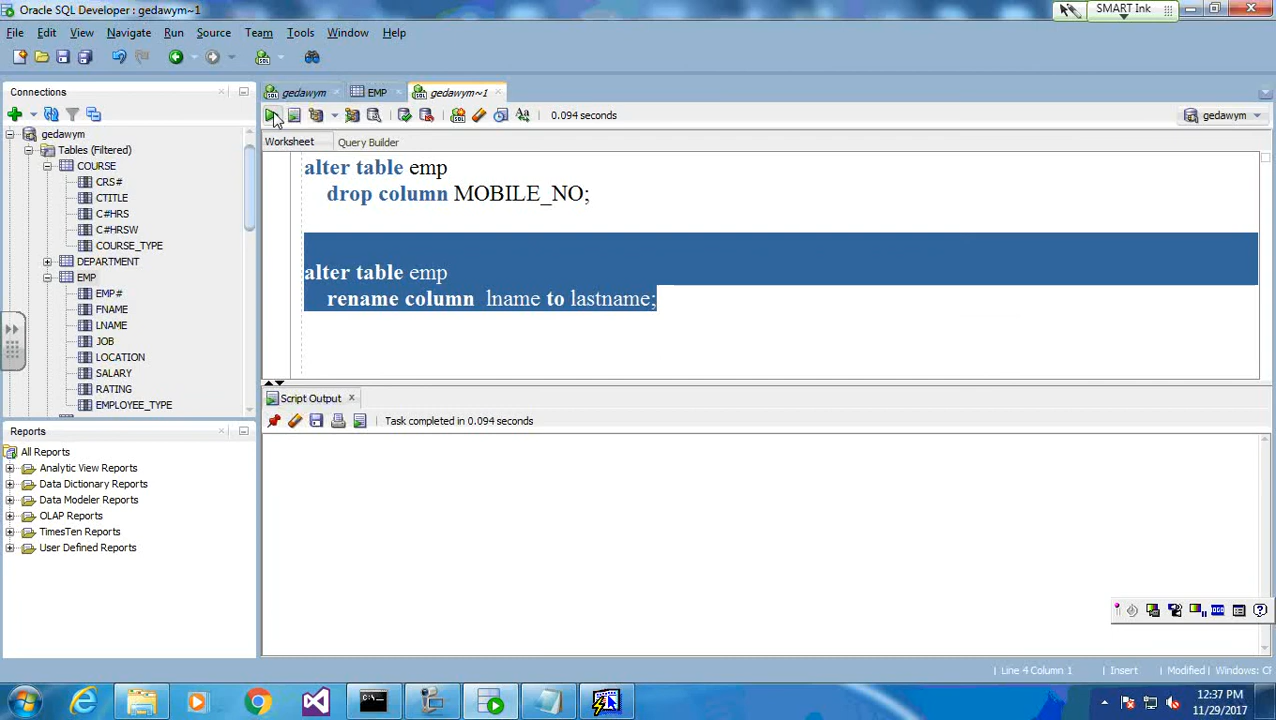 Oracle SQL Developer : gedawym~1
SMART Ink
File Edit View Navigate Run Source Team Tools Window Help
Connections
gedawym EMP gedawym~1
0.094 seconds
gedawym
gedawym
Tables (Filtered)
COURSE
CRS#
CTITLE
C#HRS
C#HRSW
COURSE_TYPE
DEPARTMENT
EMP
EMP#
FNAME
LNAME
JOB
LOCATION
SALARY
RATING
EMPLOYEE_TYPE
Worksheet Query Builder
alter table emp
drop column MOBILE_NO;
alter table emp
rename column lname to lastname;
Script Output
Task completed in 0.094 seconds
Reports
All Reports
Analytic View Reports
Data Dictionary Reports
Data Modeler Reports
OLAP Reports
TimesTen Reports
User Defined Reports
Line 4 Column 1 Insert Modified Windows: CF
12:37 PM
11/29/2017